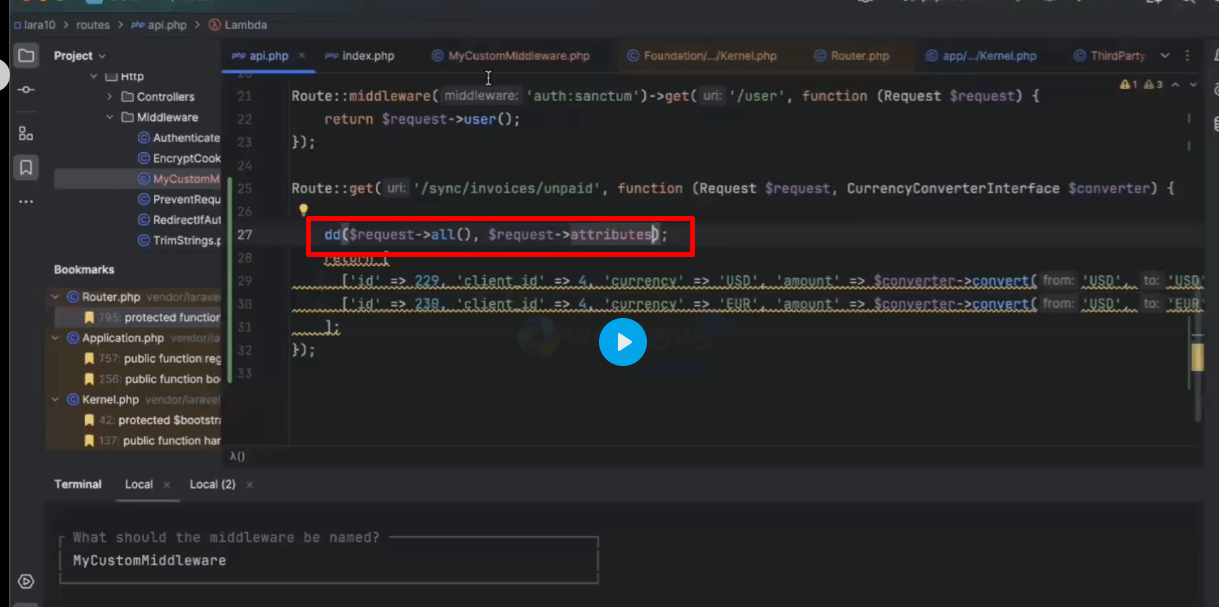 lara10 > routes > api.php > Lambda
Project
api.php
index.php
MyCustomMiddleware.php
Foundation/.../Kernel.php
Router.php
app/.../Kernel.php
ThirdParty
Http
Controllers
Middleware
Authenticate
EncryptCook
MyCustomM
PreventRequ
RedirectIfAut
TrimStrings.p
Bookmarks
Router.php vendor/larave
795: protected function
Application.php vendor/la
757: public function reg
156: public function bo
Kernel.php vendor/laravel
42: protected $bootstra
137: public function har
1 3
20
21 Route::middleware( middleware: 'auth:sanctum')->get( uri: '/user', function (Request $request) {
22 return $request->user();
23 });
24
25 Route::get( uri: '/sync/invoices/unpaid', function (Request $request, CurrencyConverterInterface $converter) {
26
27 dd($request->all(), $request->attributes);
28 return [
29 ['id' => 229, 'client_id' => 4, 'currency' => 'USD', 'amount' => $converter->convert( from: 'USD', to: 'USD
30 ['id' => 230, 'client_id' => 4, 'currency' => 'EUR', 'amount' => $converter->convert( from: 'USD', to: 'EUR
31 ];
32 });
33
λ()
Terminal Local Local (2)
What should the middleware be named?
MyCustomMiddleware